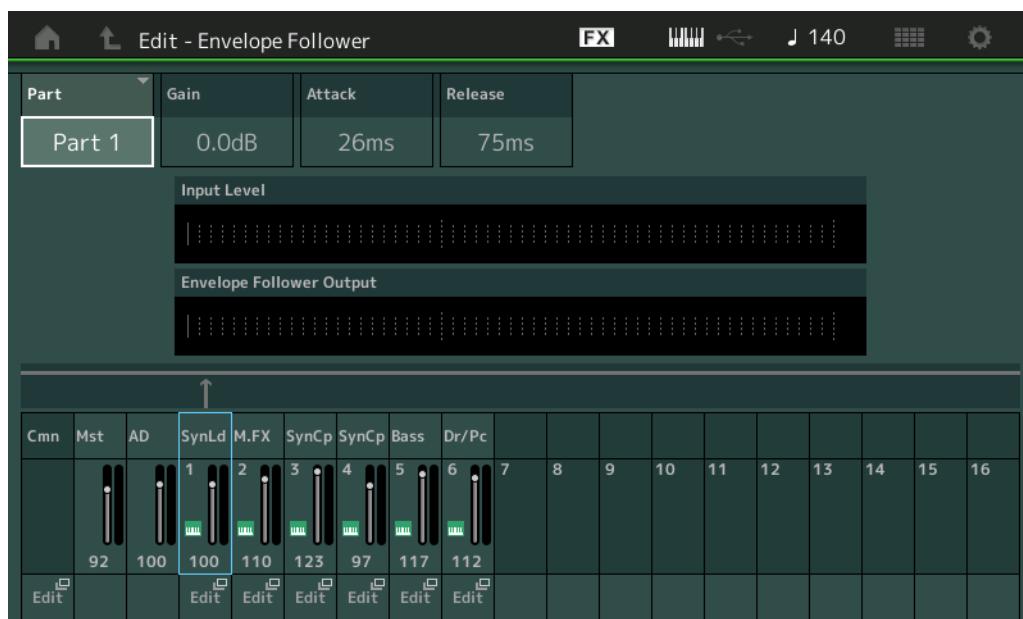 Edit - Envelope Follower FX 140
Part Gain Attack Release
Part 1 0.0dB 26ms 75ms
Input Level
Envelope Follower Output
Cmn Mst AD SynLd M.FX SynCp SynCp Bass Dr/Pc
1 2 3 4 5 6 7 8 9 10 11 12 13 14 15 16
92 100 100 110 123 97 117 112
Edit Edit Edit Edit Edit Edit Edit